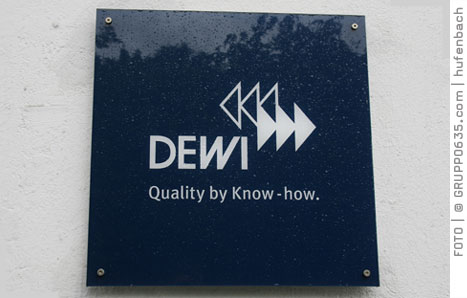 DEWI
Quality by Know-how.
FOTO | © GRUPPO635.com | hufenbach